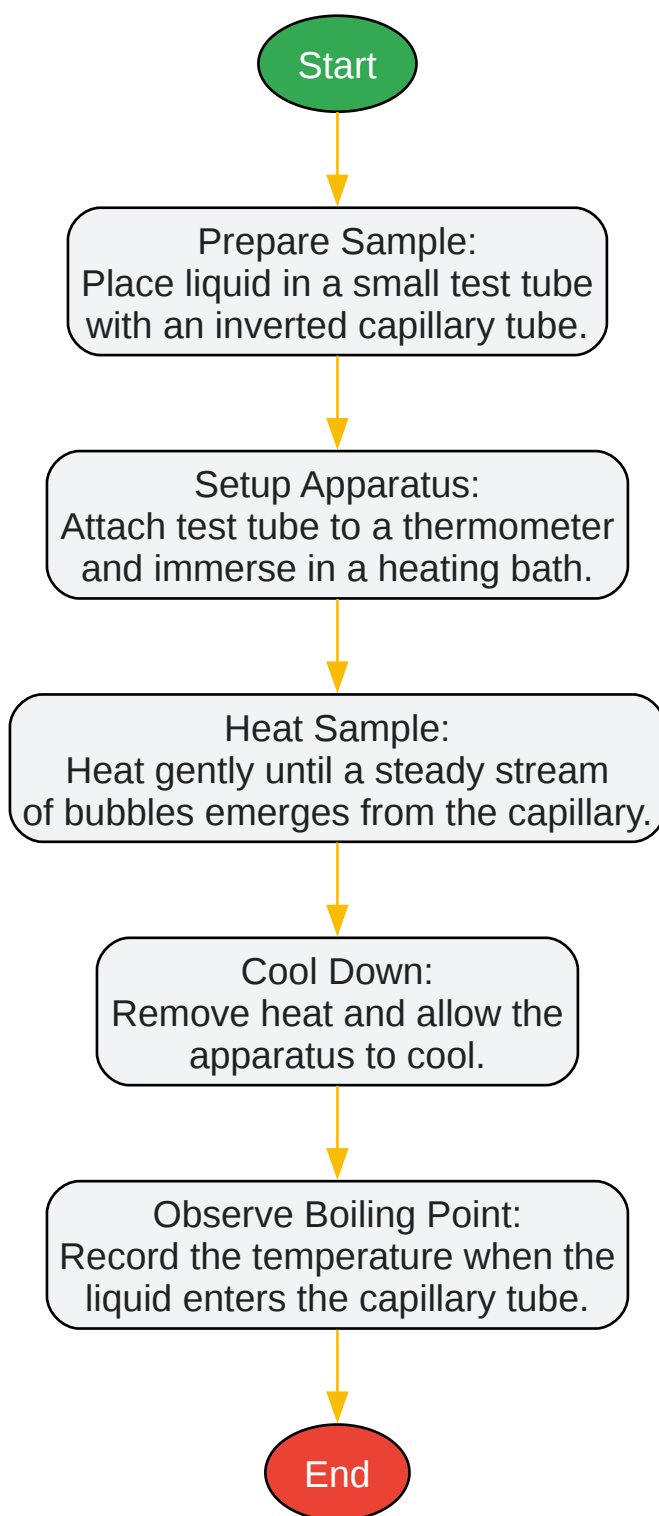 Start
Prepare Sample:
Place liquid in a small test tube
with an inverted capillary tube.
Setup Apparatus:
Attach test tube to a thermometer
and immerse in a heating bath.
Heat Sample:
Heat gently until a steady stream
of bubbles emerges from the capillary.
Cool Down:
Remove heat and allow the
apparatus to cool.
Observe Boiling Point:
Record the temperature when the
liquid enters the capillary tube.
End